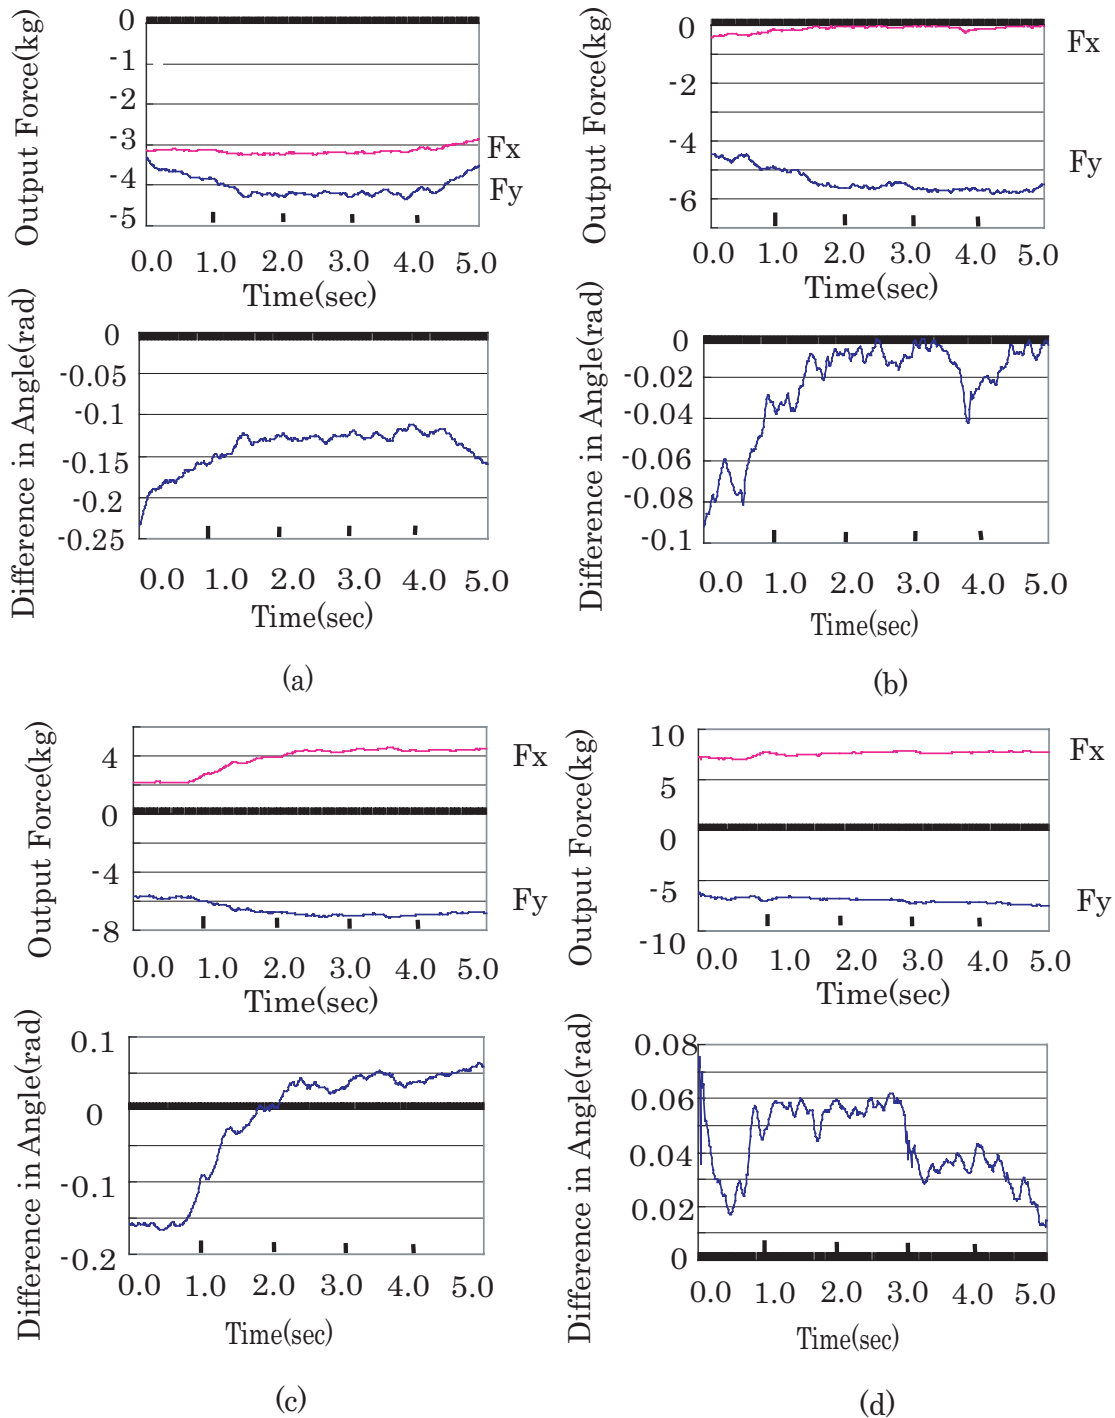 Output Force(kg)
0
-1
-2
-3
-4
-5
Fx
Fy
0.0 1.0 2.0 3.0 4.0 5.0
Time(sec)
Difference in Angle(rad)
0
-0.05
-0.1
-0.15
-0.2
-0.25
0.0 1.0 2.0 3.0 4.0 5.0
Time(sec)
(a)
Output Force(kg)
0
-2
-4
-6
Fx
Fy
0.0 1.0 2.0 3.0 4.0 5.0
Time(sec)
Difference in Angle(rad)
0
-0.02
-0.04
-0.06
-0.08
-0.1
0.0 1.0 2.0 3.0 4.0 5.0
Time(sec)
(b)
Output Force(kg)
4
0
-4
-8
Fx
Fy
0.0 1.0 2.0 3.0 4.0 5.0
Time(sec)
Difference in Angle(rad)
0.1
0
-0.1
-0.2
0.0 1.0 2.0 3.0 4.0 5.0
Time(sec)
(c)
Output Force(kg)
10
5
0
-5
-10
Fx
Fy
0.0 1.0 2.0 3.0 4.0 5.0
Time(sec)
Difference in Angle(rad)
0.08
0.06
0.04
0.02
0
0.0 1.0 2.0 3.0 4.0 5.0
Time(sec)
(d)